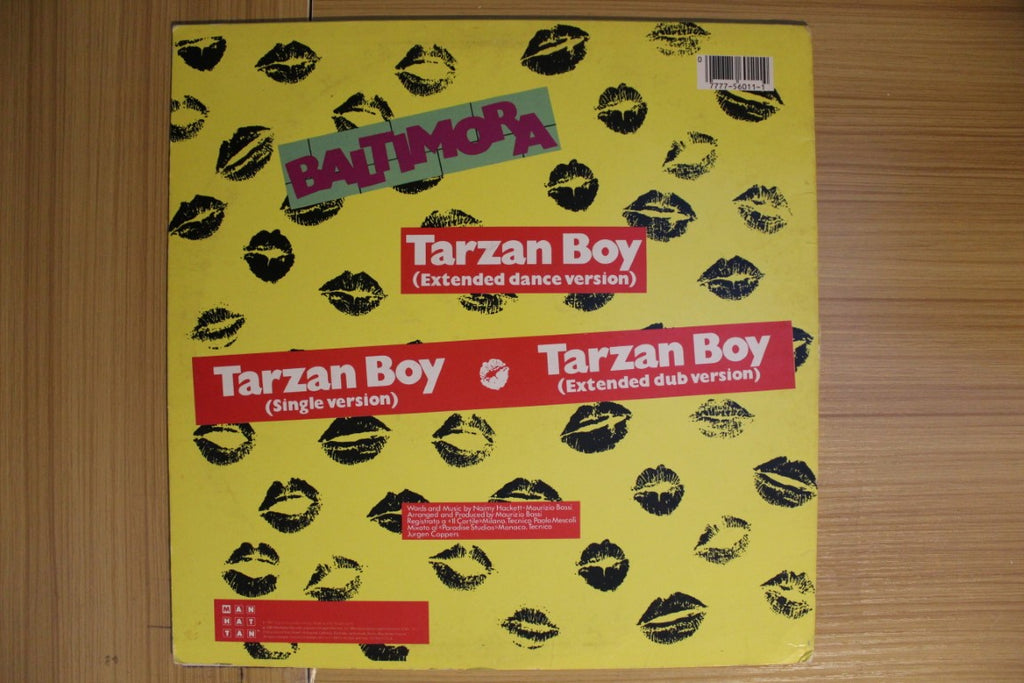 0
7777-56011-1
BALTIMORA
Tarzan Boy
(Extended dance version)
Tarzan Boy
(Single version)
Tarzan Boy
(Extended dub version)
Words and Music by Naimy Hackett-Maurizio Bassi
Arranged and Produced by Maurizio Bassi
Registrato a «Il Cortile»Milano, Tecnico Paolo Mescoli
Mixato al «Paradise Studios»Monaco, Tecnico
Jurgen Coppers
MAN
HAT
TAN